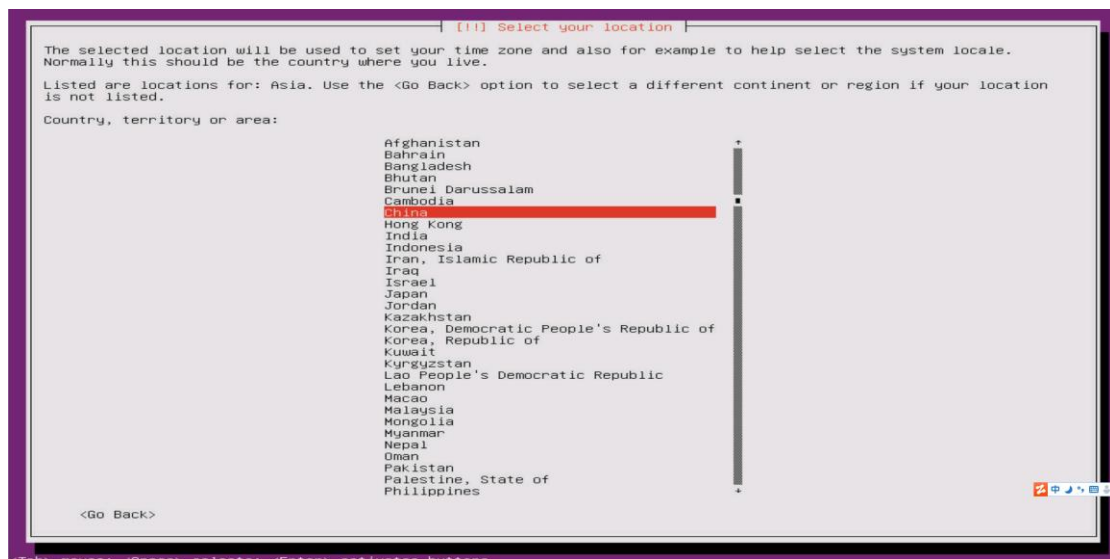 [!!] Select your location
The selected location will be used to set your time zone and also for example to help select the system locale.
Normally this should be the country where you live.
Listed are locations for: Asia. Use the <Go Back> option to select a different continent or region if your location
is not listed.
Country, territory or area:
Afghanistan
Bahrain
Bangladesh
Bhutan
Brunei Darussalam
Cambodia
China
Hong Kong
India
Indonesia
Iran, Islamic Republic of
Iraq
Israel
Japan
Jordan
Kazakhstan
Korea, Democratic People's Republic of
Korea, Republic of
Kuwait
Kyrgyzstan
Lao People's Democratic Republic
Lebanon
Macao
Malaysia
Mongolia
Myanmar
Nepal
Oman
Pakistan
Palestine, State of
Philippines
中
<Go Back>